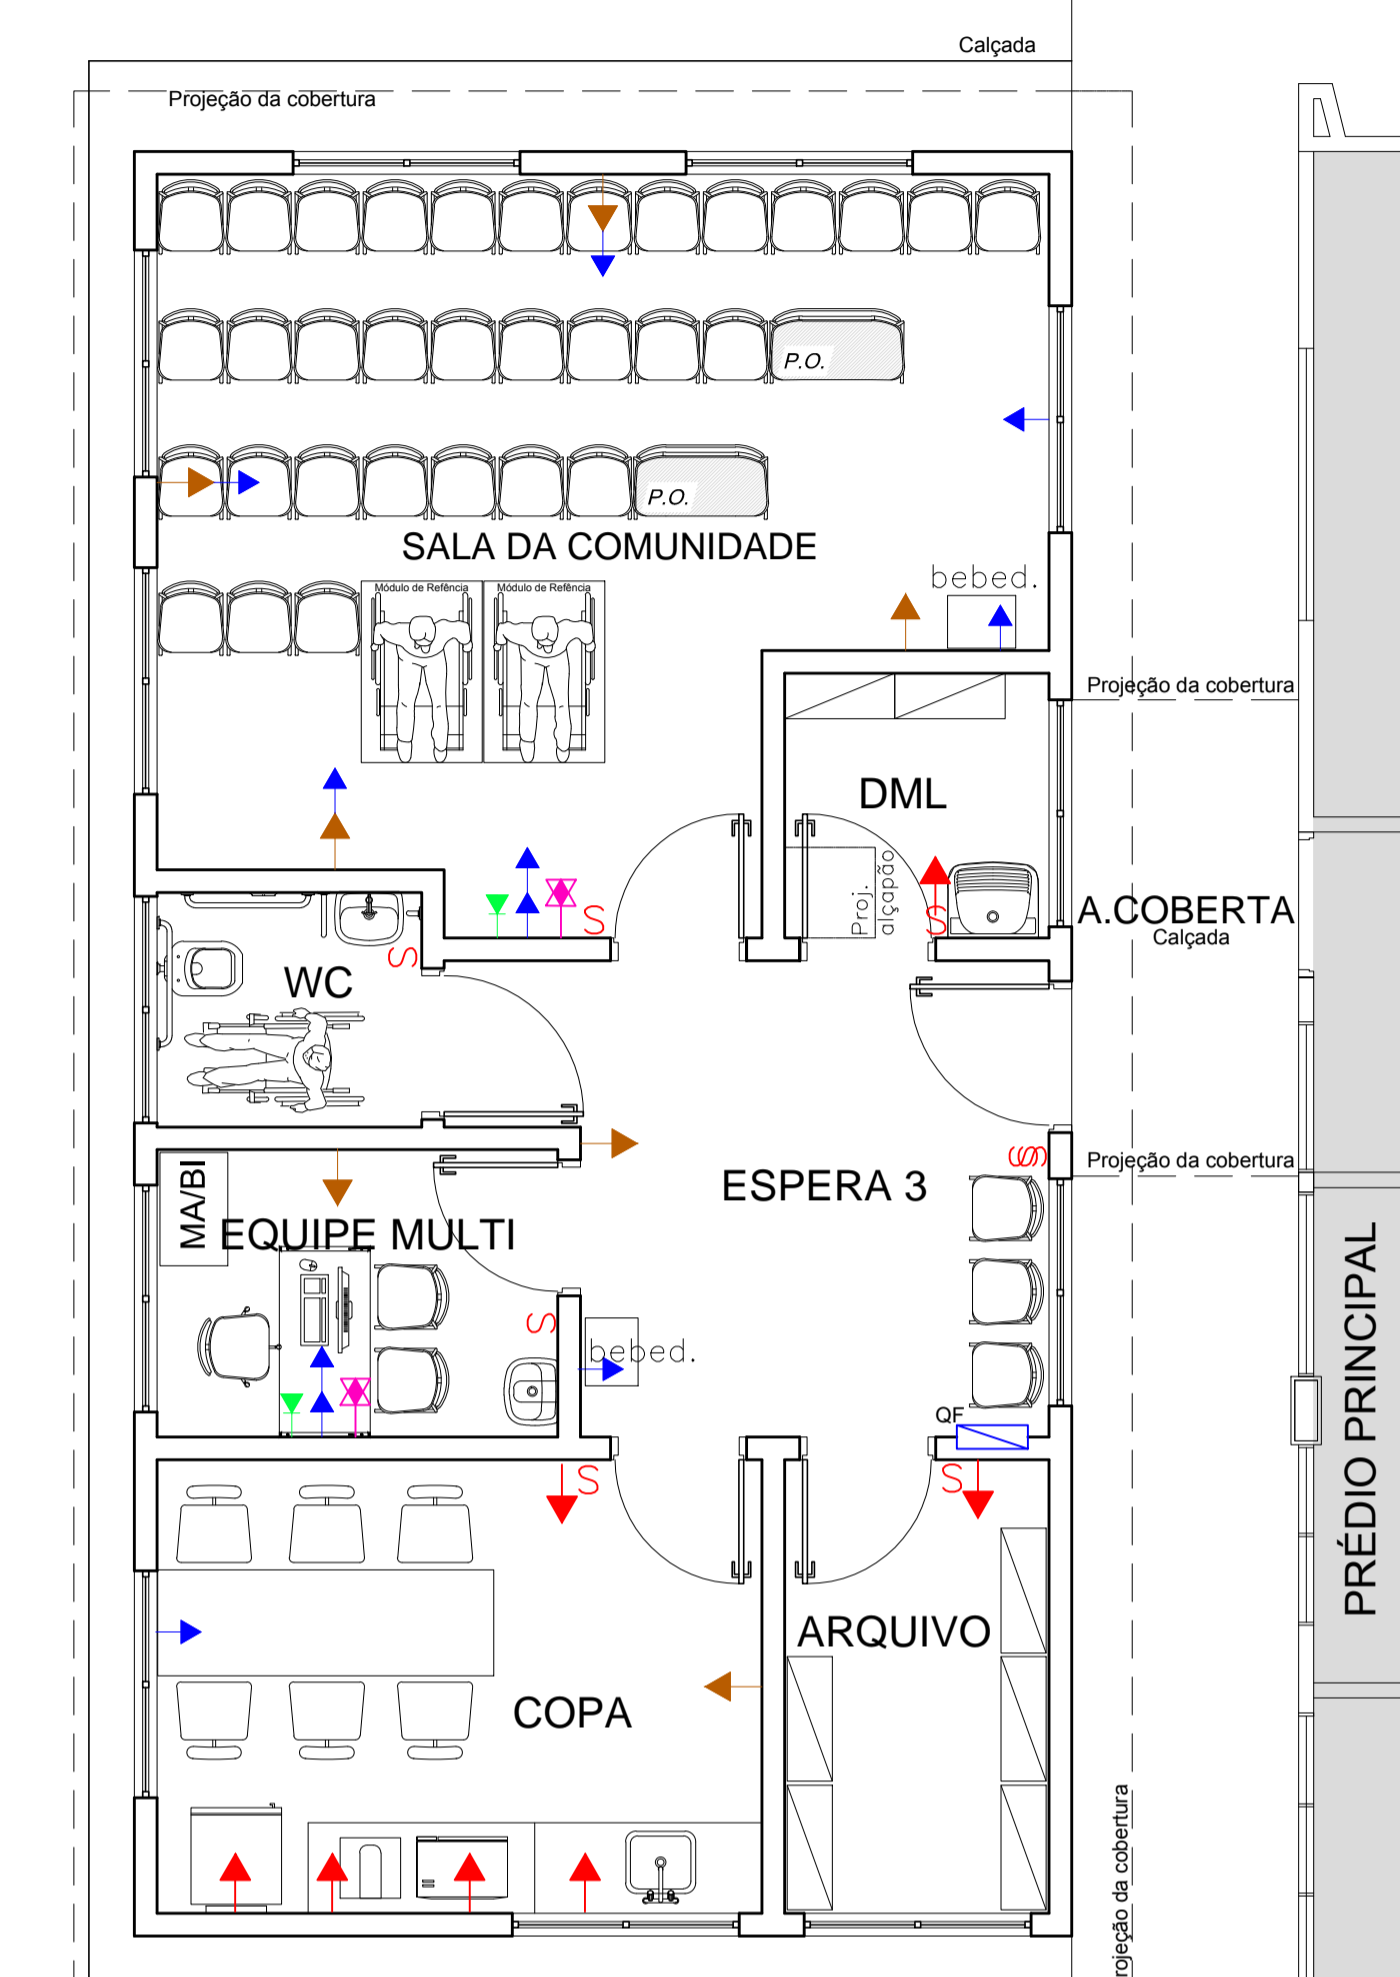 Calçada
Projeção da cobertura
P.O.
P.O.
SALA DA COMUNIDADE
bebed.
Módulo de Refência
Módulo de Refência
Projeção da cobertura
DML
Proj.
alçapão
S
S
A.COBERTA
Calçada
S
WC
S
S
Projeção da cobertura
ESPERA 3
MA/BI
EQUIPE MULTI
S
bebed.
PRÉDIO PRINCIPAL
QF
S
S
ARQUIVO
COPA
rojeção da cobertura